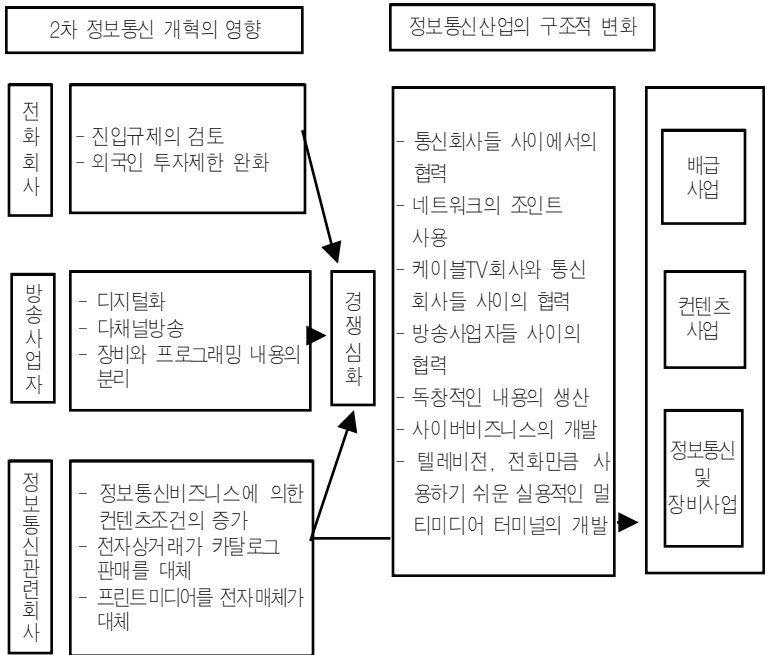 2차 정보통신 개혁의 영향
정보통신산업의 구조적 변화
전
화
회
사
- 진입규제의 검토
- 외국인 투자제한 완화
방
송
사
업
자
- 디지털화
- 다채널방송
- 장비와 프로그래밍 내용의
분리
정
보
통
신
관
련
회
사
- 정보통신비즈니스에 의한
컨텐츠조건의 증가
- 전자상거래가 카탈로그
판매를 대체
- 프린트미디어를 전자매체가
대체
경
쟁
심
화
- 통신회사들 사이에서의
협력
- 네트워크의 조인트
사용
- 케이블TV회사와 통신
회사들 사이의 협력
- 방송사업자들 사이의
협력
- 독창적인 내용의 생산
- 사이버비즈니스의 개발
- 텔레비전, 전화만큼 사
용하기 쉬운 실용적인 멀
티미디어 터미널의 개발
배급
사업
컨텐츠
사업
정보통신
및
장비사업